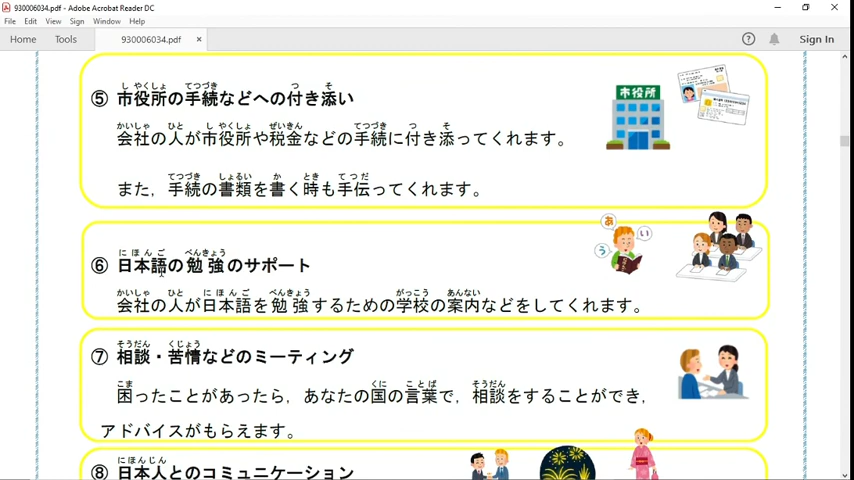 930006034.pdf - Adobe Acrobat Reader DC
File Edit View Sign Window Help
Home Tools 930006034.pdf × Sign In
しやくしょ てつづき つ そ
⑤ 市役所の手続などへの付き添い
かいしゃ ひと しやくしょ ぜいきん てつづき つ そ
会社の人が市役所や税金などの手続に付き添ってくれます。
てつづき しょるい か とき てつだ
また，手続の書類を書く時も手伝ってくれます。
市役所
にほんご べんきょう
⑥ 日本語の勉強のサポート
かいしゃ ひと にほんご べんきょう がっこう あんない
会社の人が日本語を勉強するための学校の案内などをしてくれます。
あ
い
う
そうだん くじょう
⑦ 相談・苦情などのミーティング
こま くに ことば そうだん
困ったことがあったら，あなたの国の言葉で，相談をすることができ，
アドバイスがもらえます。
にほんじん
⑧ 日本人とのコミュニケーション